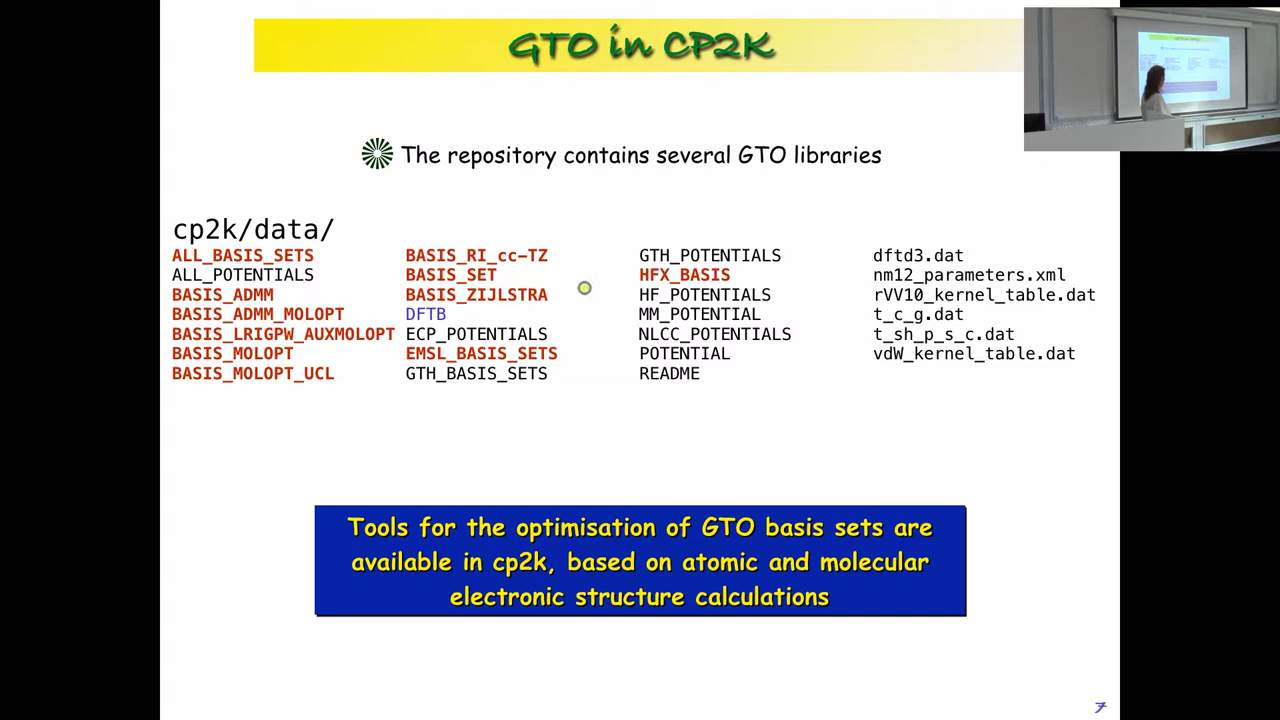 GTO in CP2K
The repository contains several GTO libraries
cp2k/data/
ALL_BASIS_SETS BASIS_RI_cc-TZ GTH_POTENTIALS dftd3.dat
ALL_POTENTIALS BASIS_SET HFX_BASIS nm12_parameters.xml
BASIS_ADMM BASIS_ZIJLSTRA HF_POTENTIALS rVV10_kernel_table.dat
BASIS_ADMM_MOLOPT DFTB MM_POTENTIAL t_c_g.dat
BASIS_LRIGPW_AUXMOLOPT ECP_POTENTIALS NLCC_POTENTIALS t_sh_p_s_c.dat
BASIS_MOLOPT EMSL_BASIS_SETS POTENTIAL vdW_kernel_table.dat
BASIS_MOLOPT_UCL GTH_BASIS_SETS README
Tools for the optimisation of GTO basis sets are
available in cp2k, based on atomic and molecular
electronic structure calculations
7